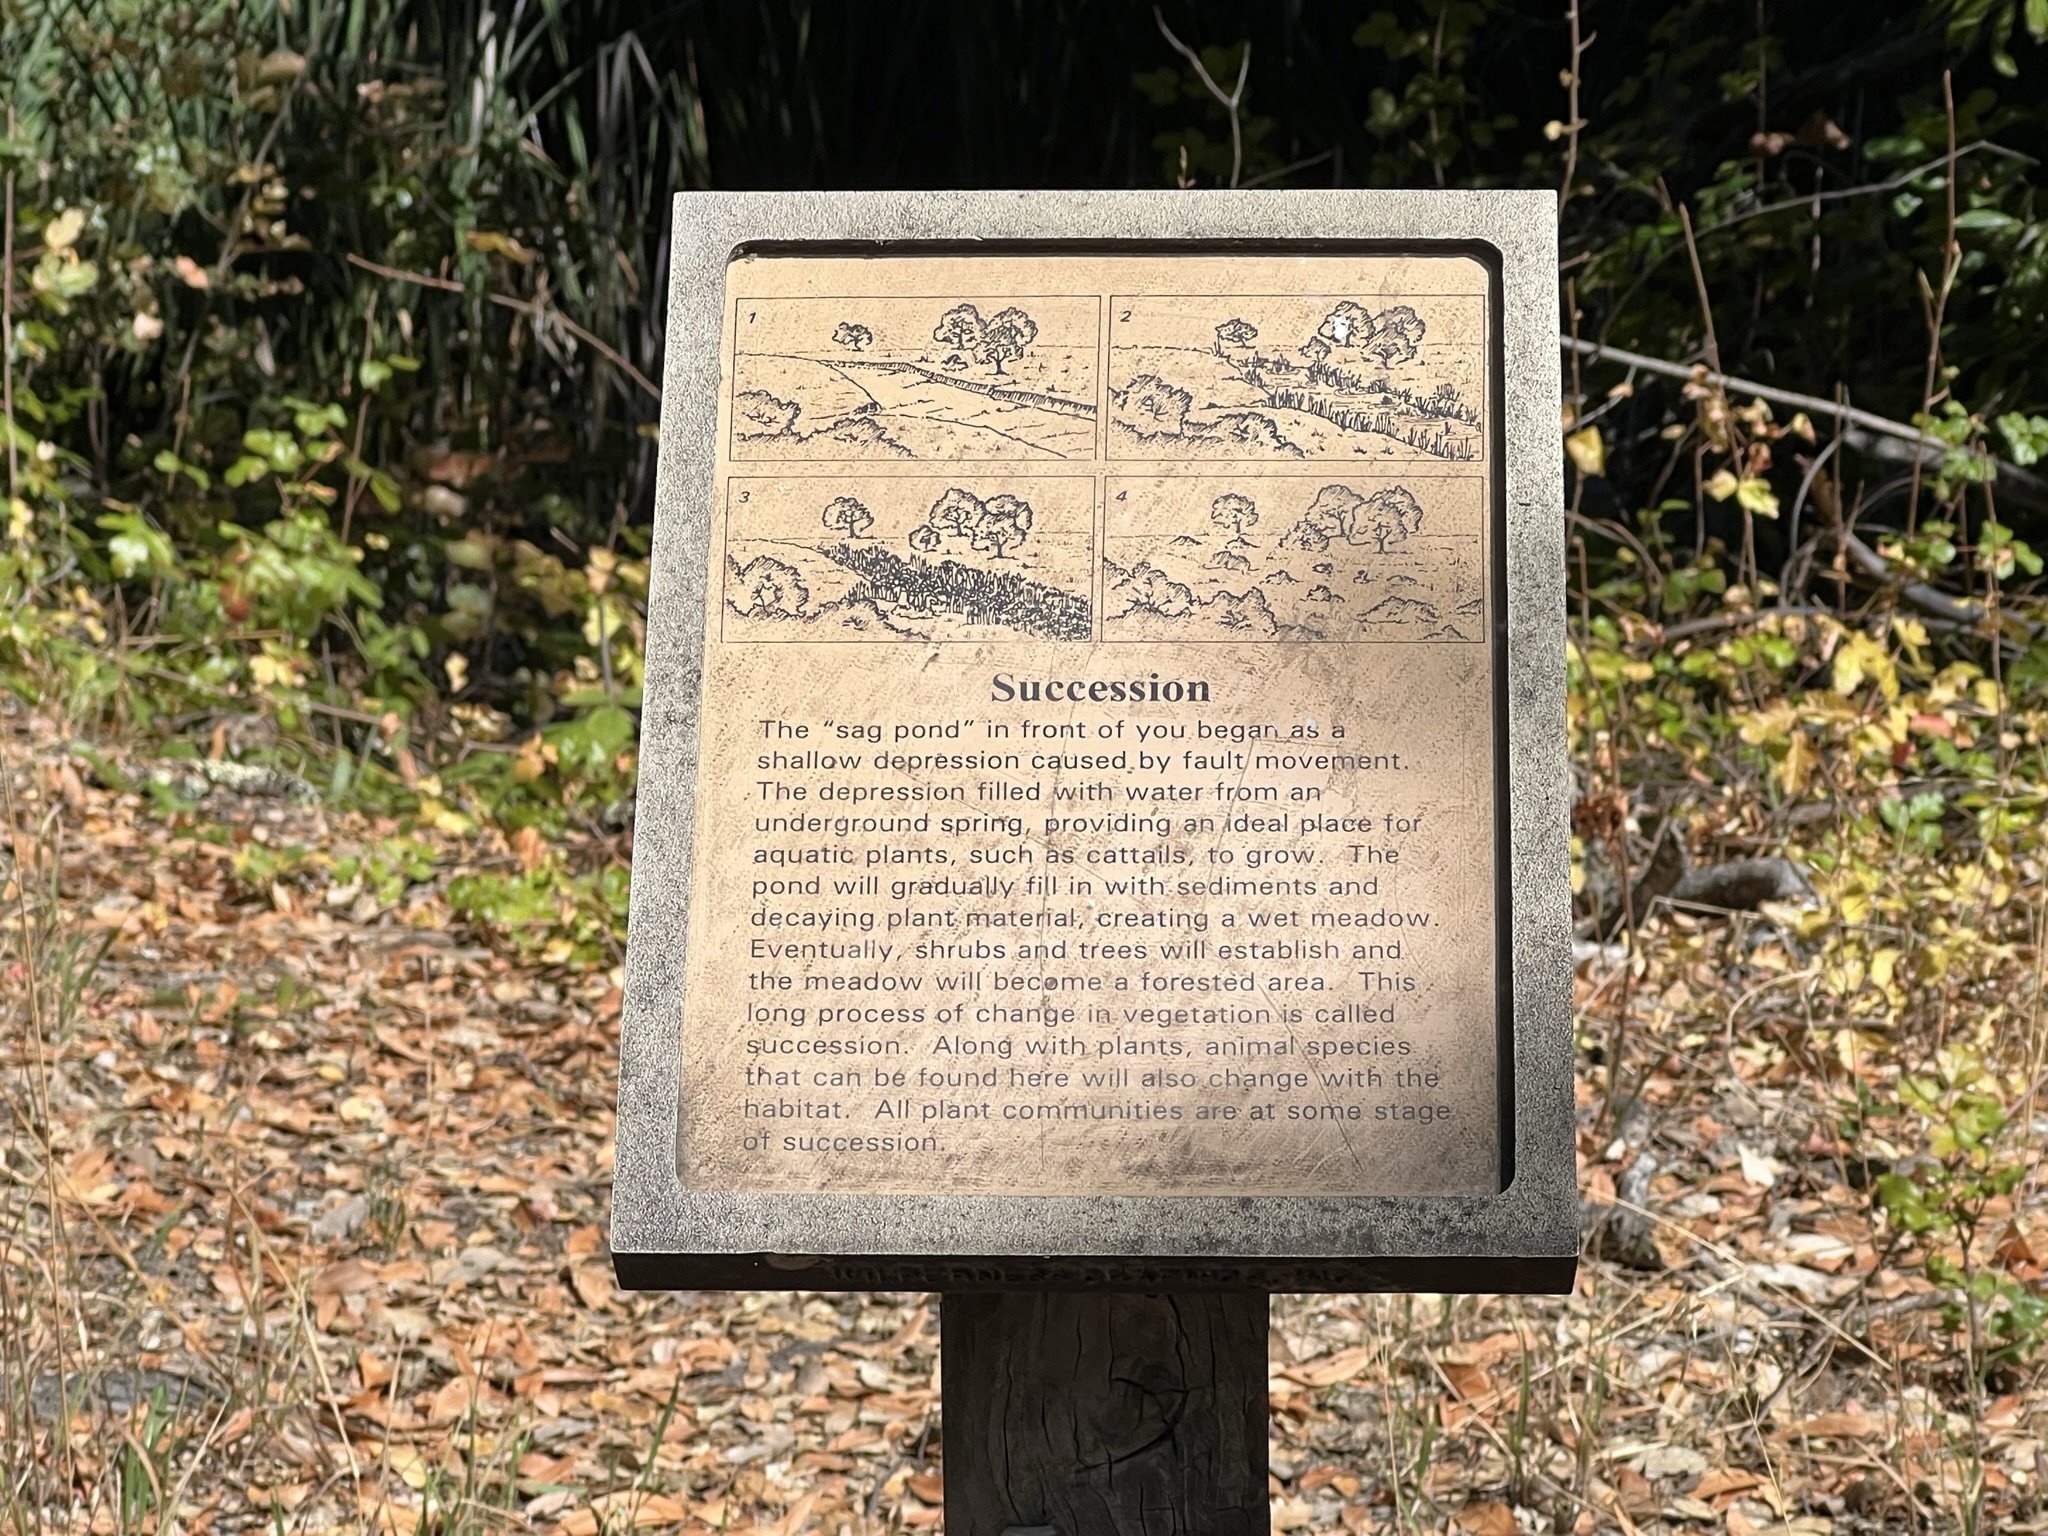 1
2
3
4
Succession
The “sag pond” in front of you began as a
shallow depression caused by fault movement.
The depression filled with water from an
underground spring, providing an ideal place for
aquatic plants, such as cattails, to grow. The
pond will gradually fill in with sediments and
decaying plant material, creating a wet meadow.
Eventually, shrubs and trees will establish and
the meadow will become a forested area. This
long process of change in vegetation is called
succession. Along with plants, animal species
that can be found here will also change with the
habitat. All plant communities are at some stage
of succession.